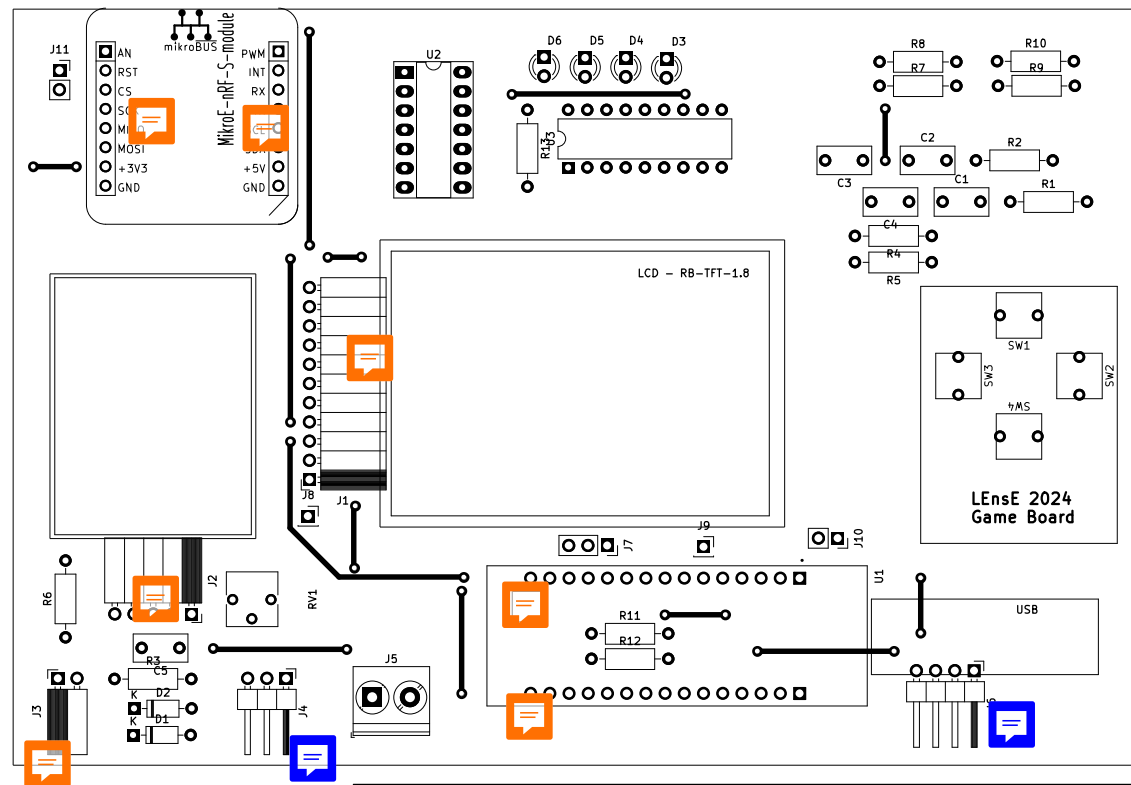 mikroBUS
MikroE-nRF-S-module
J11
AN
RST
CS
MOSI
+3V3
GND
PWM
INT
RX
+5V
GND
U2
D6
D5
D4
D3
R13
U3
R8
R10
R7
R9
C2
R2
C3
C1
R1
C4
R4
R5
LCD - RB-TFT-1.8
SW1
SW3
SW2
SW4
LEnsE 2024
Game Board
J8
J1
J7
J9
J10
U1
R6
J2
RV1
R11
R12
USB
R3
C5
J5
K
D2
K
D1
J3
J4